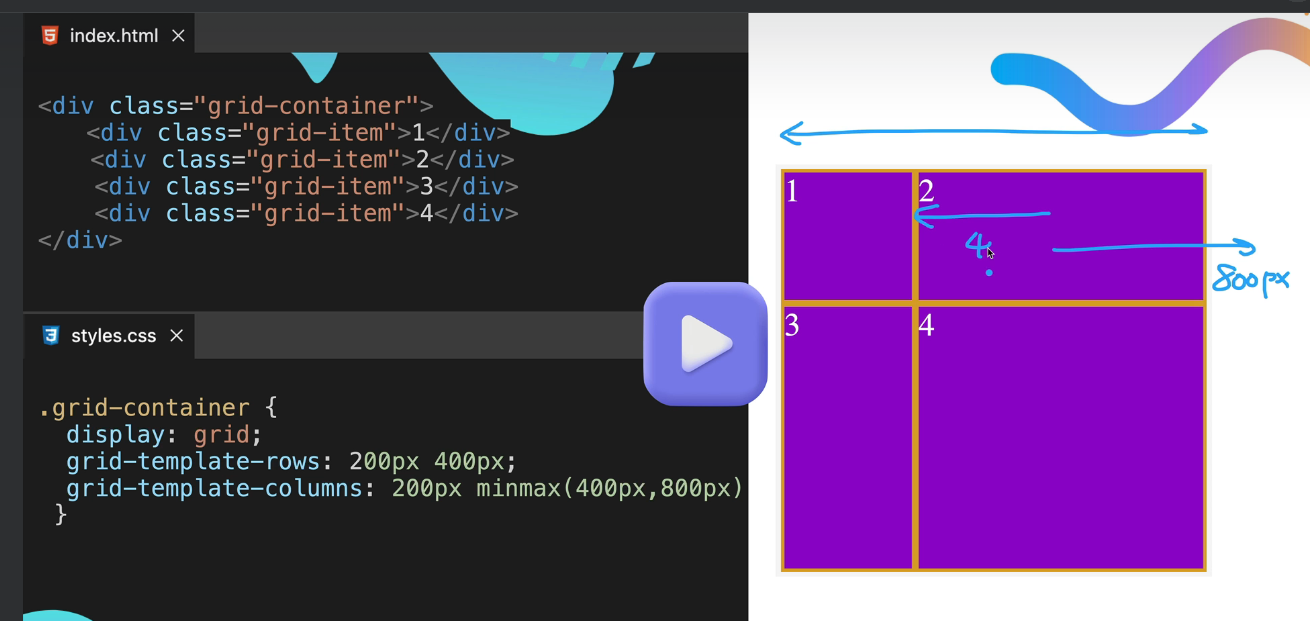 index.html
<div class="grid-container">
<div class="grid-item">1</div>
<div class="grid-item">2</div>
<div class="grid-item">3</div>
<div class="grid-item">4</div>
</div>
styles.css
.grid-container {
display: grid;
grid-template-rows: 200px 400px;
grid-template-columns: 200px minmax(400px,800px)
}
1
2
4
800px
3
4